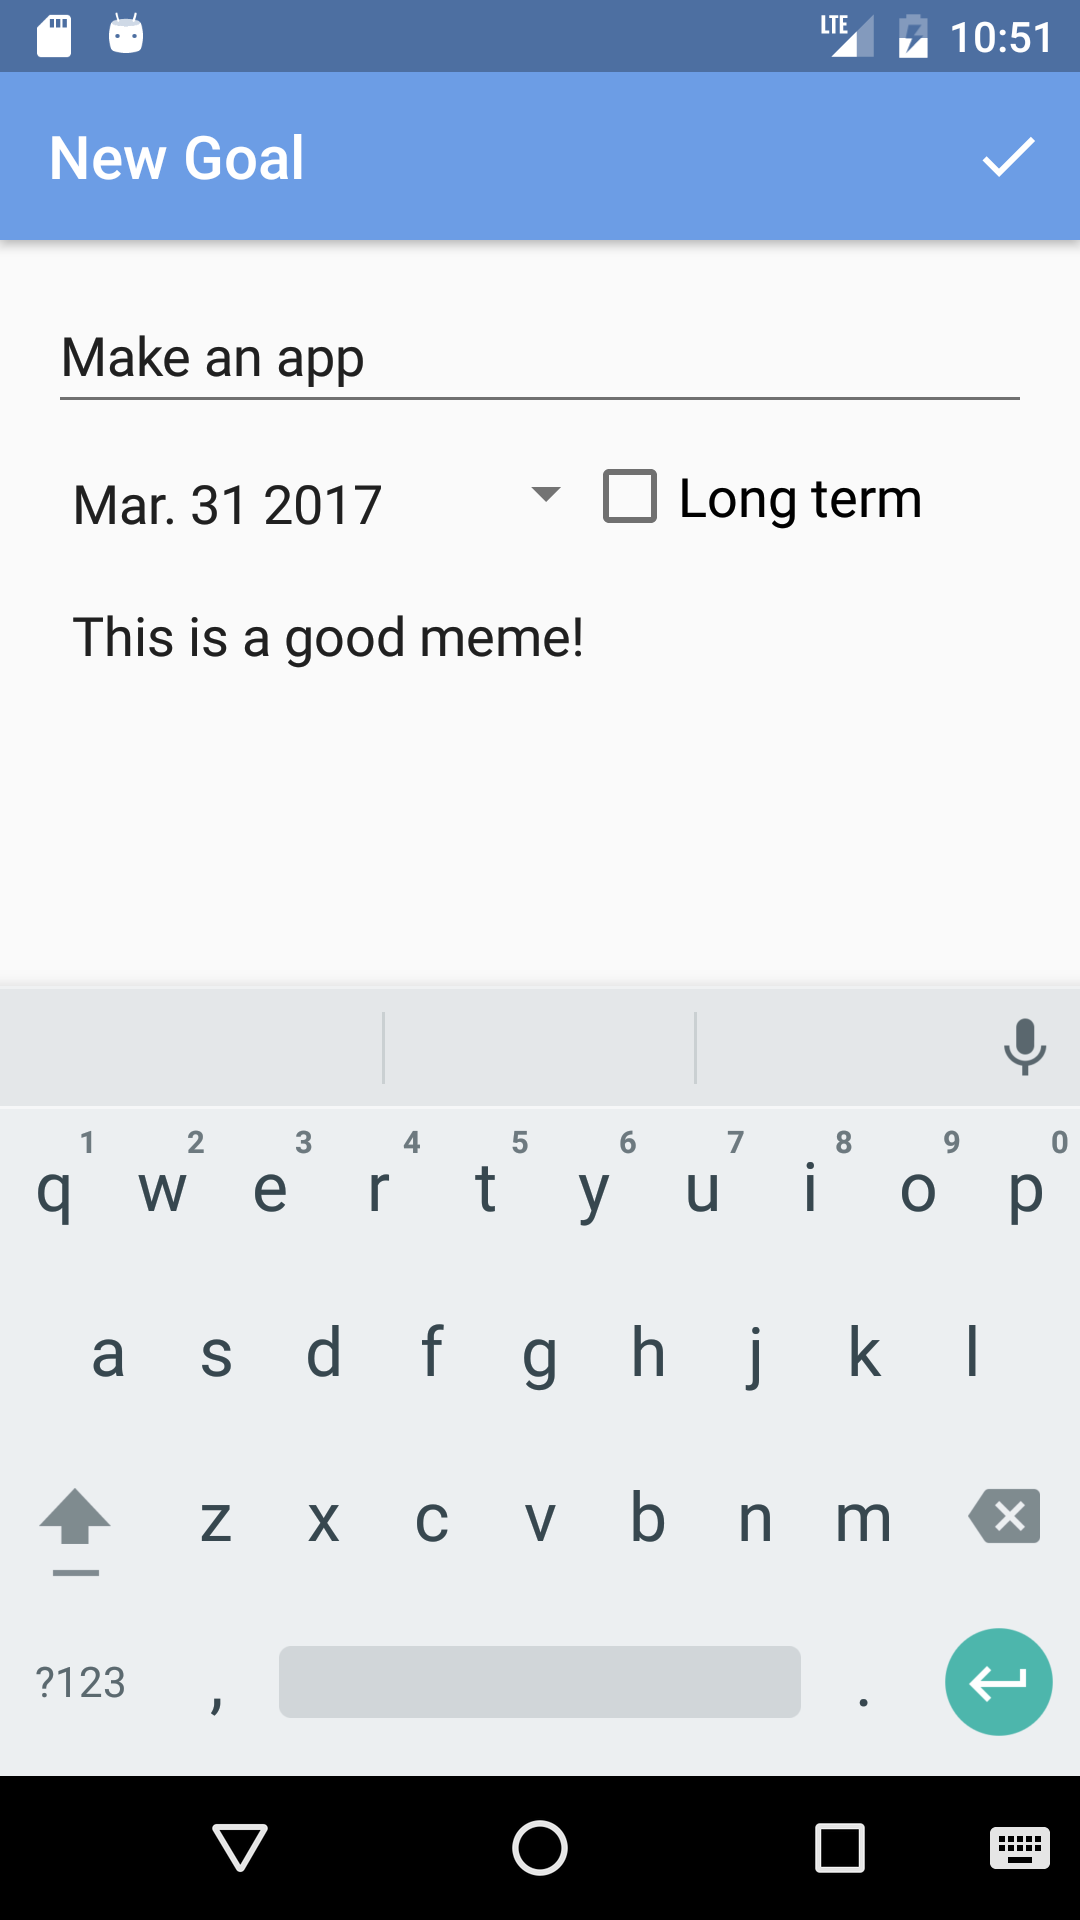 LTE 10:51
New Goal
Make an app
Mar. 31 2017 Long term
This is a good meme!
1 2 3 4 5 6 7 8 9 0
q w e r t y u i o p
a s d f g h j k l
z x c v b n m
?123 , .